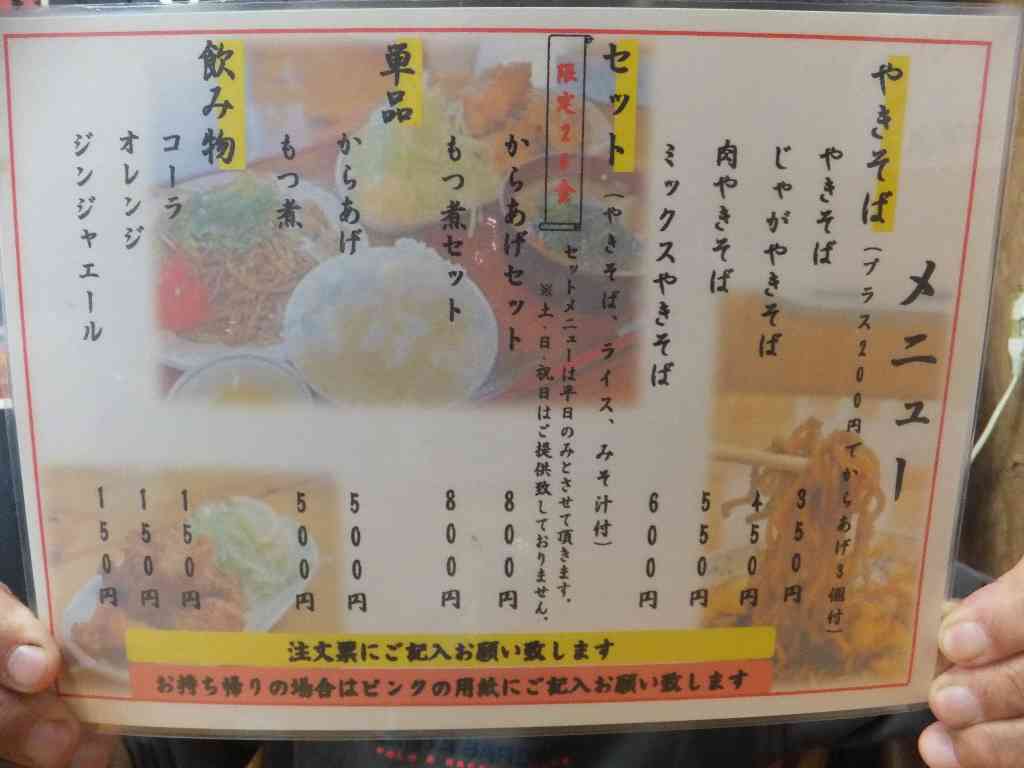 メニュー
やきそば(プラス200円でからあげ3個付)
やきそば 350円
じゃがやきそば 450円
肉やきそば 550円
ミックスやきそば 600円
セット(やきそば、ライス、みそ汁付)
限定25食
セットメニューは平日のみとさせて頂きます。
※土・日・祝日はご提供致しておりません。
からあげセット 800円
もつ煮セット 800円
単品
からあげ 500円
もつ煮 500円
飲み物
コーラ 150円
オレンジ 150円
ジンジャエール 150円
注文票にご記入お願い致します
お持ち帰りの場合はピンクの用紙にご記入お願い致します